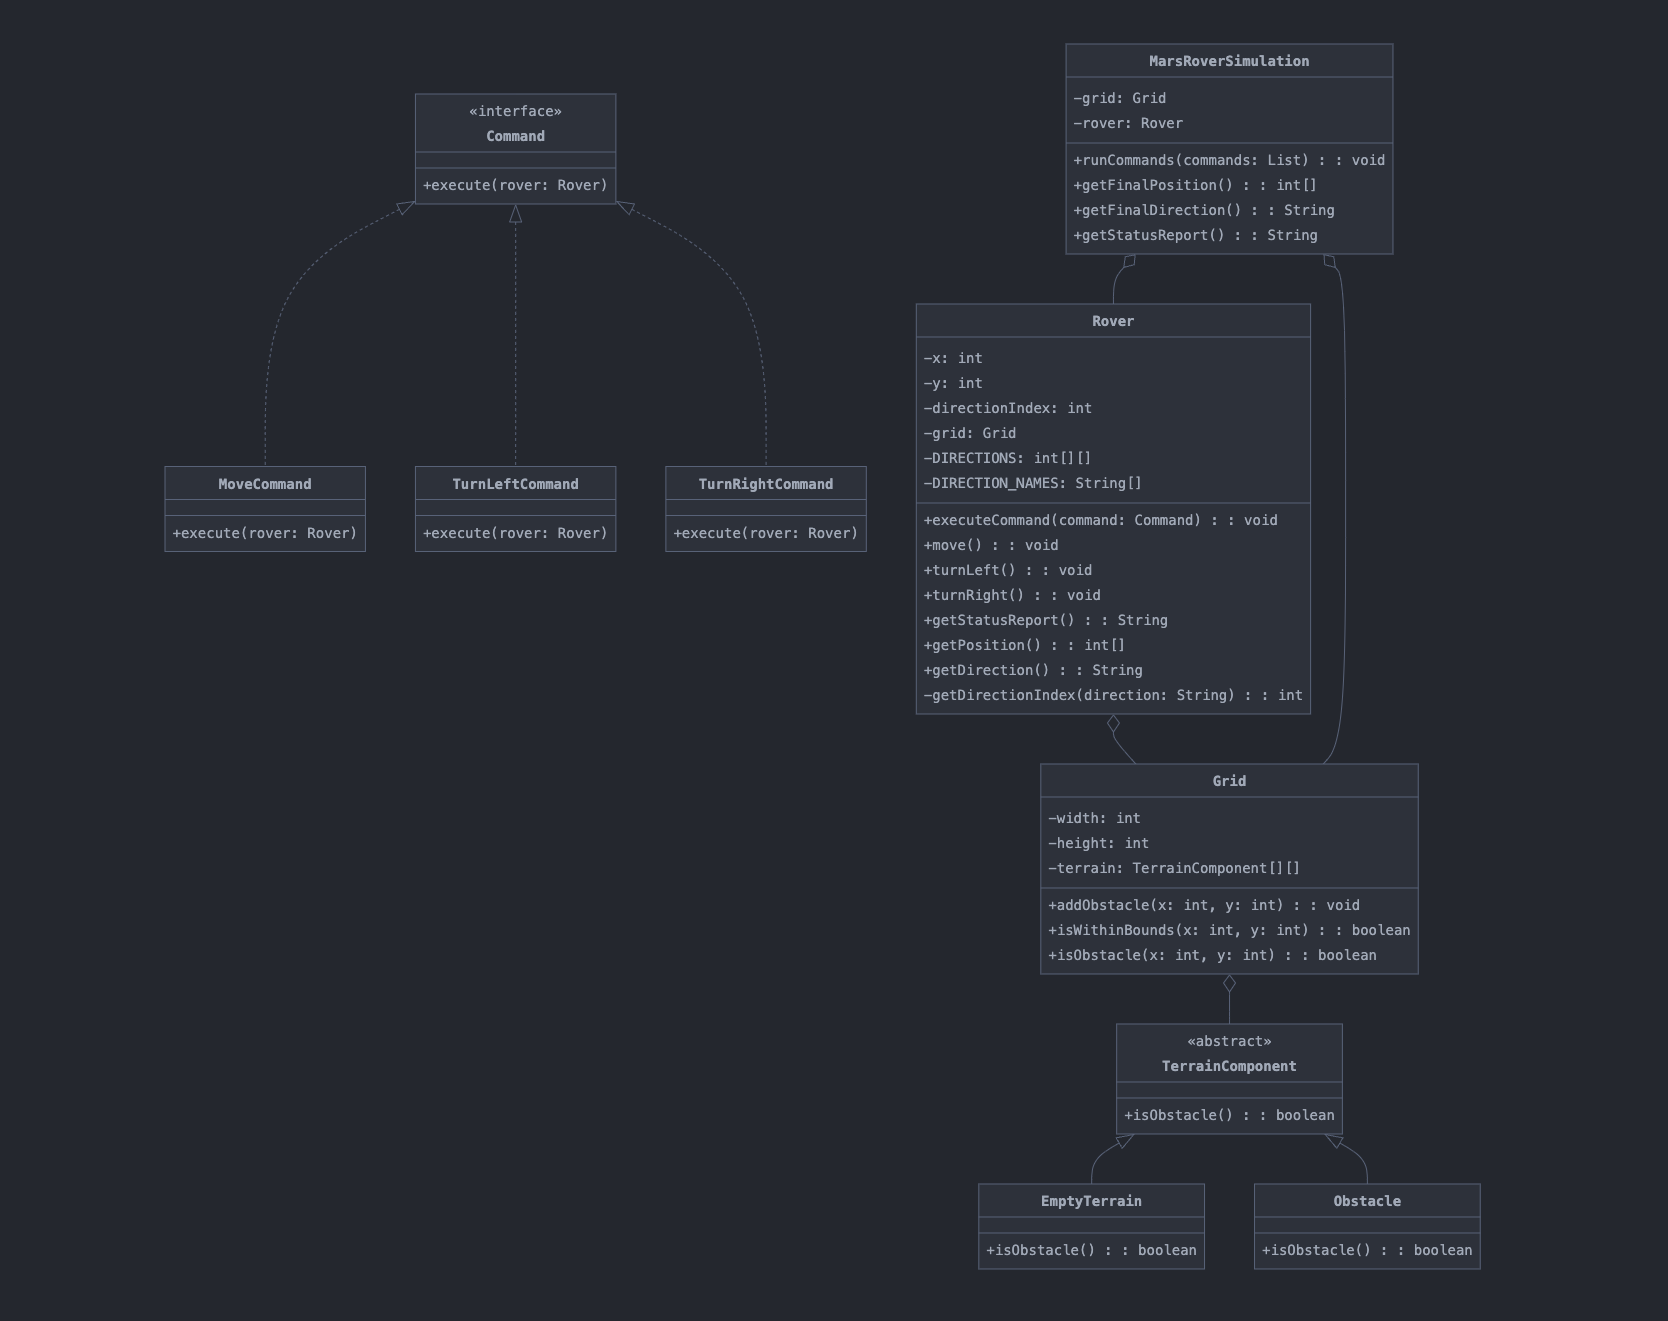 «interface»
Command
+execute(rover: Rover)
MoveCommand
+execute(rover: Rover)
TurnLeftCommand
+execute(rover: Rover)
TurnRightCommand
+execute(rover: Rover)
MarsRoverSimulation
-grid: Grid
-rover: Rover
+runCommands(commands: List) : : void
+getFinalPosition() : : int[]
+getFinalDirection() : : String
+getStatusReport() : : String
Rover
-x: int
-y: int
-directionIndex: int
-grid: Grid
-DIRECTIONS: int[][]
-DIRECTION_NAMES: String[]
+executeCommand(command: Command) : : void
+move() : : void
+turnLeft() : : void
+turnRight() : : void
+getStatusReport() : : String
+getPosition() : : int[]
+getDirection() : : String
-getDirectionIndex(direction: String) : : int
Grid
-width: int
-height: int
-terrain: TerrainComponent[][]
+addObstacle(x: int, y: int) : : void
+isWithinBounds(x: int, y: int) : : boolean
+isObstacle(x: int, y: int) : : boolean
«abstract»
TerrainComponent
+isObstacle() : : boolean
EmptyTerrain
+isObstacle() : : boolean
Obstacle
+isObstacle() : : boolean